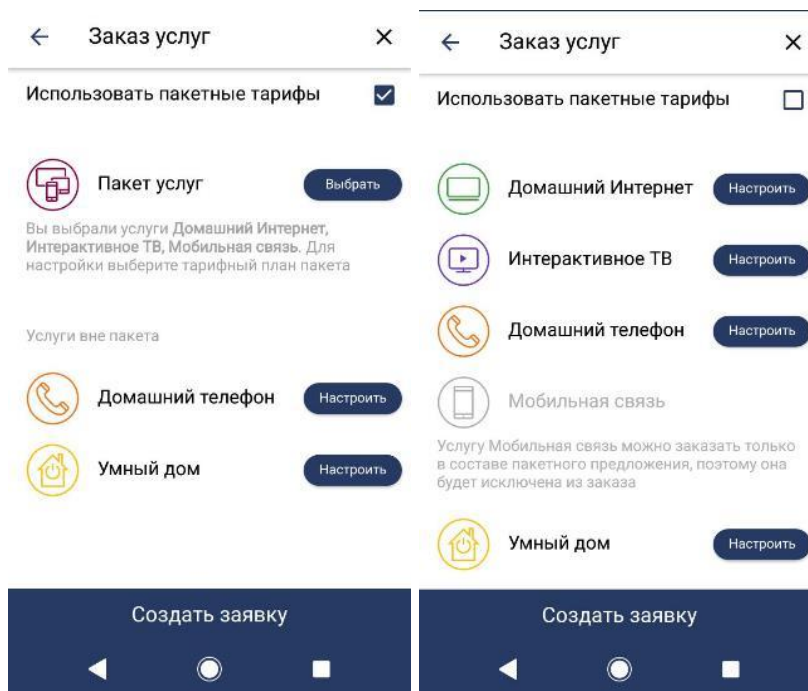 Заказ услуг
Использовать пакетные тарифы
Пакет услуг
Выбрать
Вы выбрали услуги Домашний Интернет,
Интерактивное ТВ, Мобильная связь. Для
настройки выберите тарифный план пакета
Услуги вне пакета
Домашний телефон
Настроить
Умный дом
Настроить
Создать заявку
Заказ услуг
Использовать пакетные тарифы
Домашний Интернет
Настроить
Интерактивное ТВ
Настроить
Домашний телефон
Настроить
Мобильная связь
Услугу Мобильная связь можно заказать только
в составе пакетного предложения, поэтому она
будет исключена из заказа
Умный дом
Настроить
Создать заявку